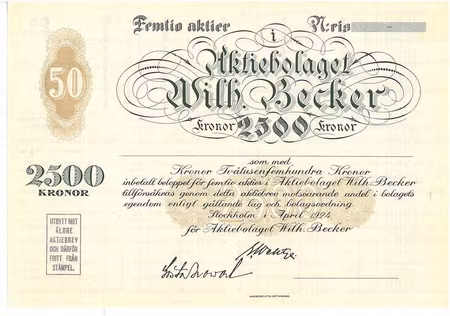 Femtio aktier N:ris
i
50
Aktiebolaget
Wilh. Becker
Kronor 2500 Kronor
som med
Kronor Tvåtusenfemhundra Kronor
2500
KRONOR
inbetalt beloppet för femtio aktier i Aktiebolaget Wilh. Becker
tillförsäkras genom detta aktiebrev motsvarande andel i bolagets
egendom enligt gällande lag och bolagsordning.
Stockholm i April 1924
för Aktiebolaget Wilh. Becker
UTBYTT MOT
ÄLDRE
AKTIEBREV
OCH DÄRFÖR
FRITT FRÅN
STÄMPEL.